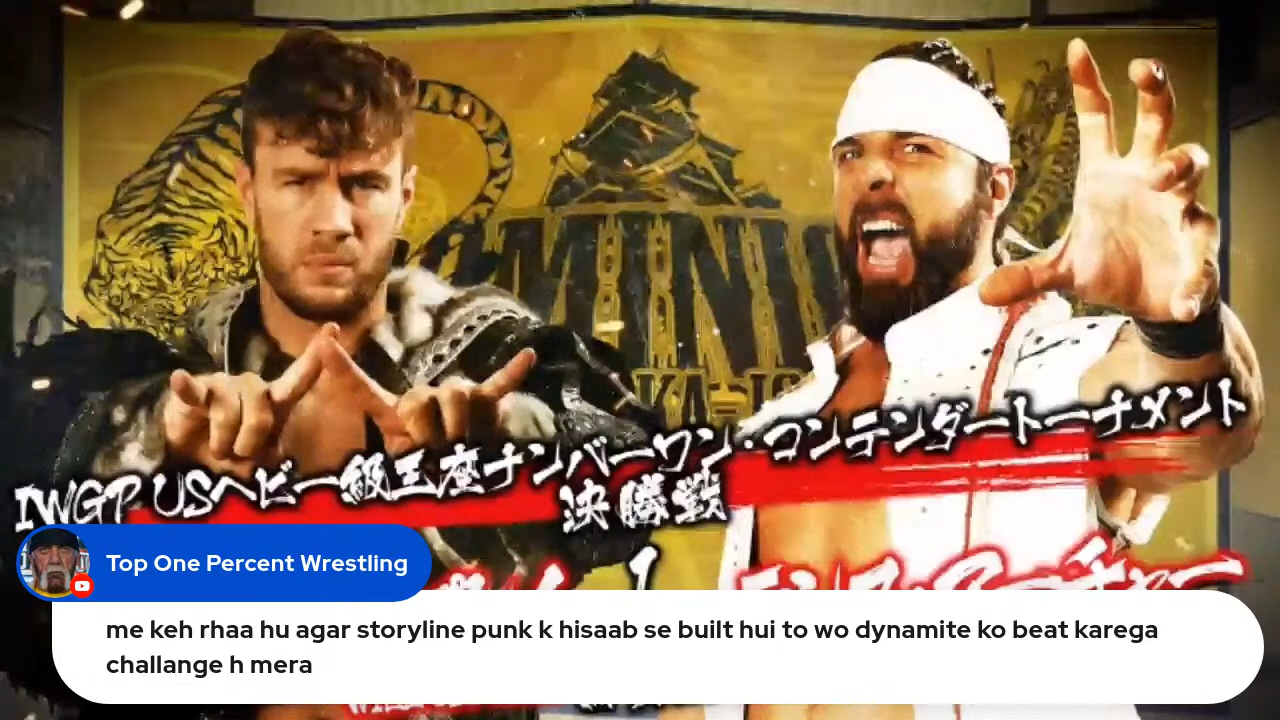 IWGP USヘビー級王座ナンバーワン・コンテンダートーナメント
決勝戦
Top One Percent Wrestling
me keh rhaa hu agar storyline punk k hisaab se built hui to wo dynamite ko beat karega
challange h mera